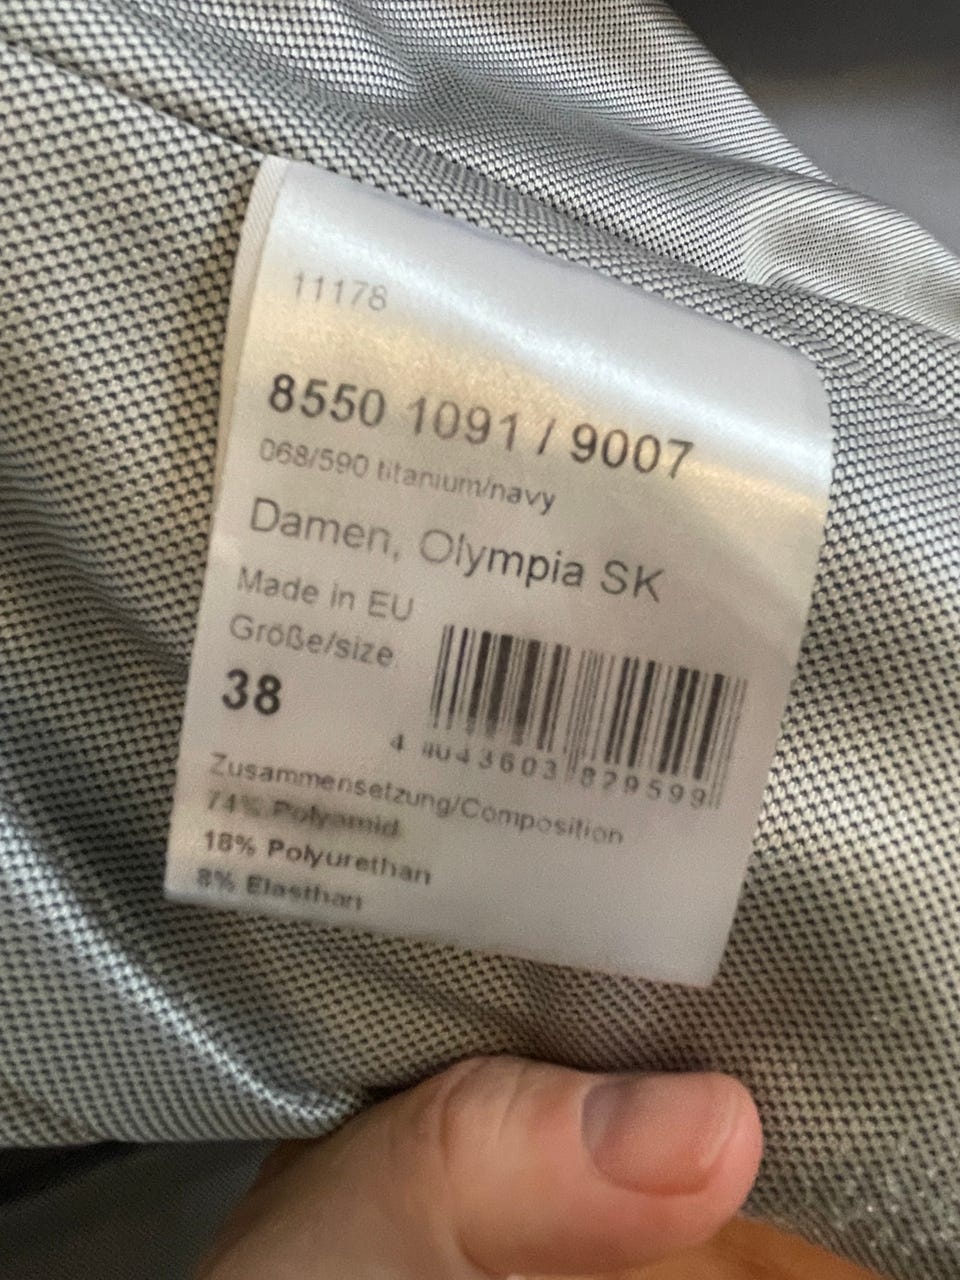 11178
8550 1091 / 9007
068/590 titanium/navy
Damen, Olympia SK
Made in EU
Größe/size
38
4 043603 829599
Zusammensetzung/Composition
74% Polyamid
18% Polyurethan
8% Elasthan